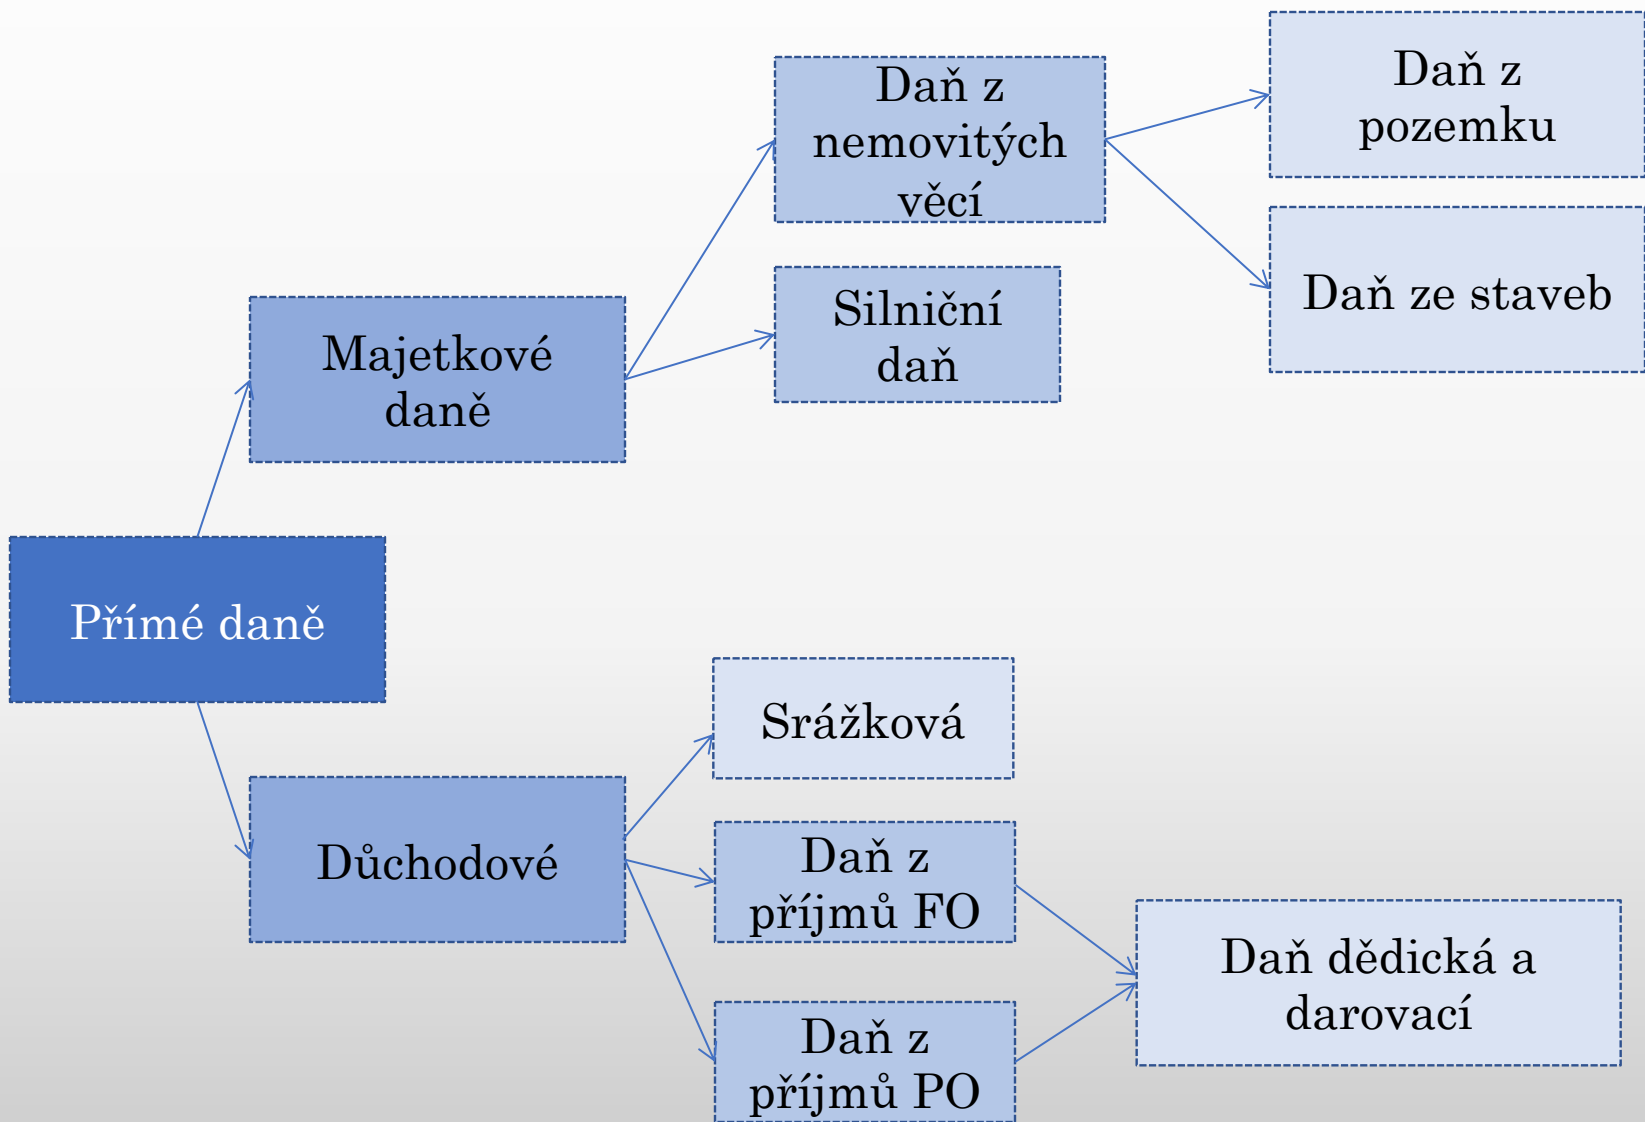 Daň z
pozemku
Daň z
nemovitých
věcí
Daň ze staveb
Silniční
daň
Majetkové
daně
Přímé daně
Srážková
Důchodové
Daň z
příjmů FO
Daň dědická a
darovací
Daň z
příjmů PO